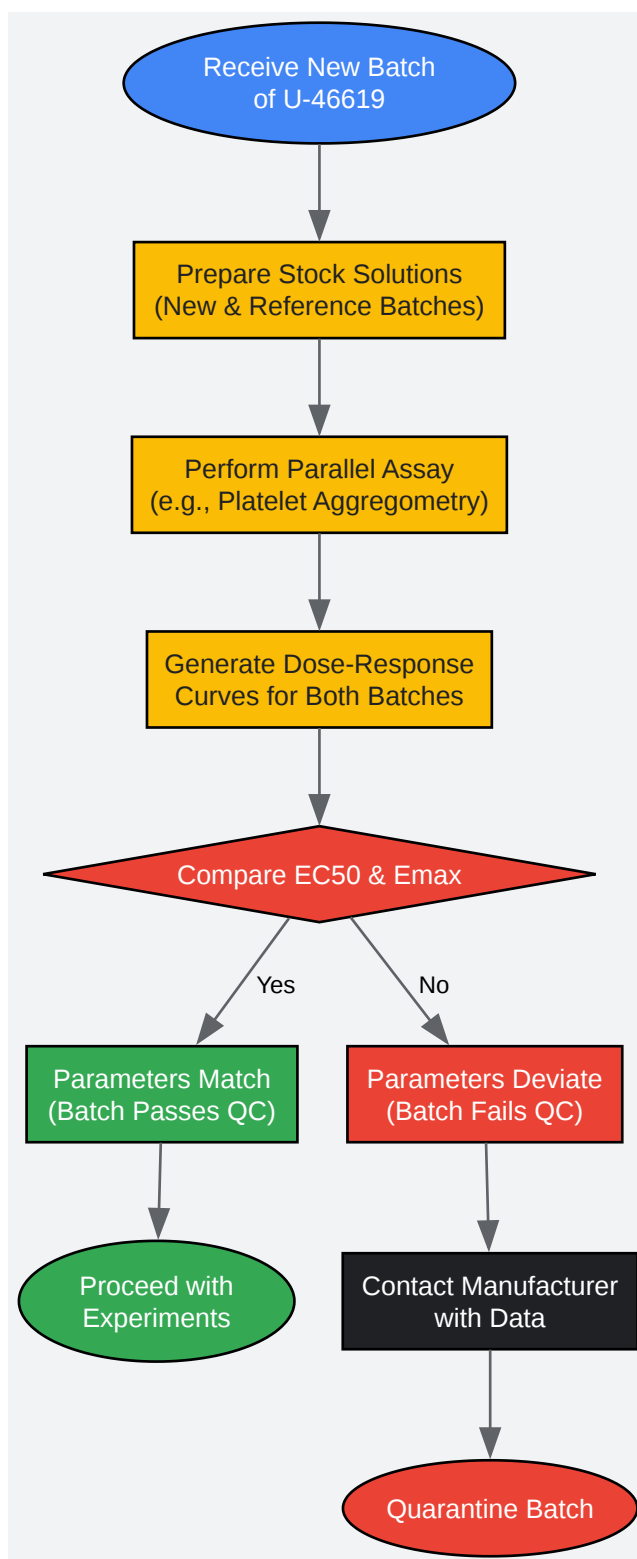 Receive New Batch
of U-46619
Prepare Stock Solutions
(New & Reference Batches)
Perform Parallel Assay
(e.g., Platelet Aggregometry)
Generate Dose-Response
Curves for Both Batches
Compare EC50 & Emax
Yes
No
Parameters Match
(Batch Passes QC)
Parameters Deviate
(Batch Fails QC)
Proceed with
Experiments
Contact Manufacturer
with Data
Quarantine Batch